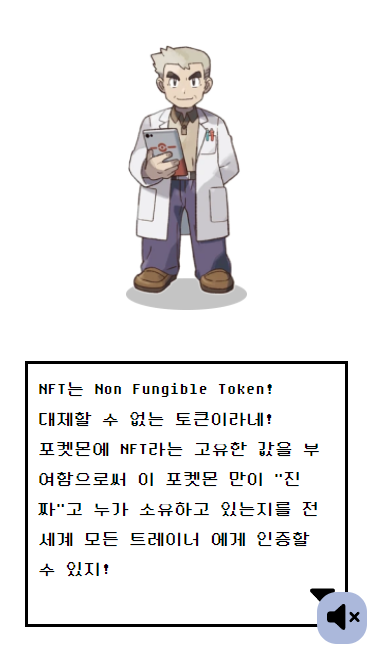 NFT는 Non Fungible Token!
대제할 수 없는 토큰이라네!
포켓몬에 NFT라는 고유한 값을 부
여함으로써 이 포켓몬 만이 "진
짜"고 누가 소유하고 있는지를 전
세계 모든 트레이너 에게 인증할
수 있지!